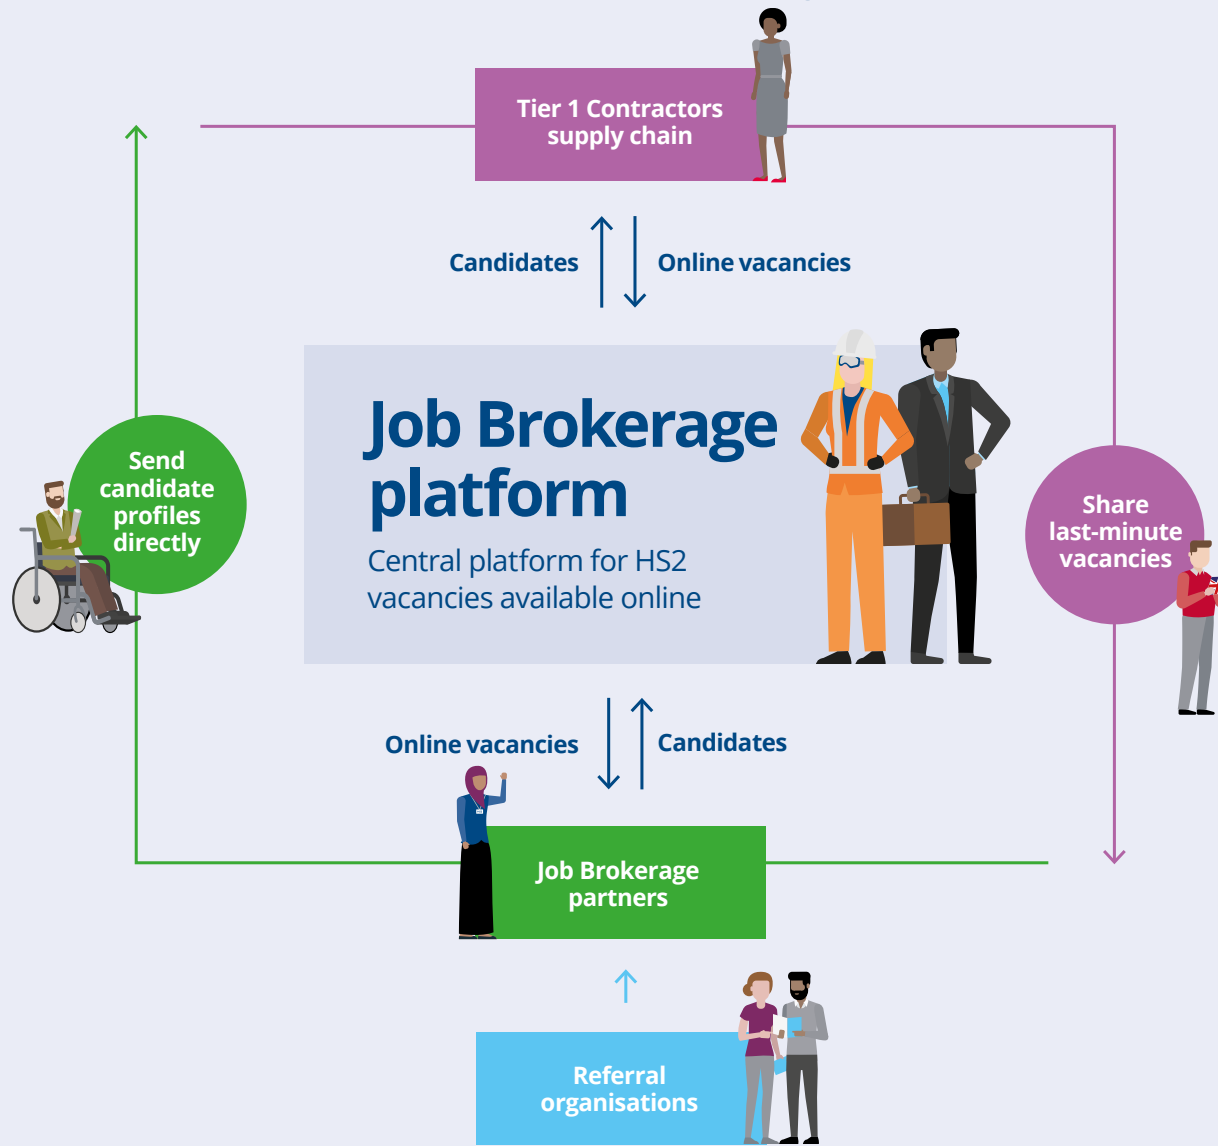 Tier 1 Contractors
supply chain
Candidates
Online vacancies
Job Brokerage
platform
Central platform for HS2
vacancies available online
Send
candidate
profiles
directly
Share
last-minute
vacancies
Online vacancies
Candidates
Job Brokerage
partners
Referral
organisations